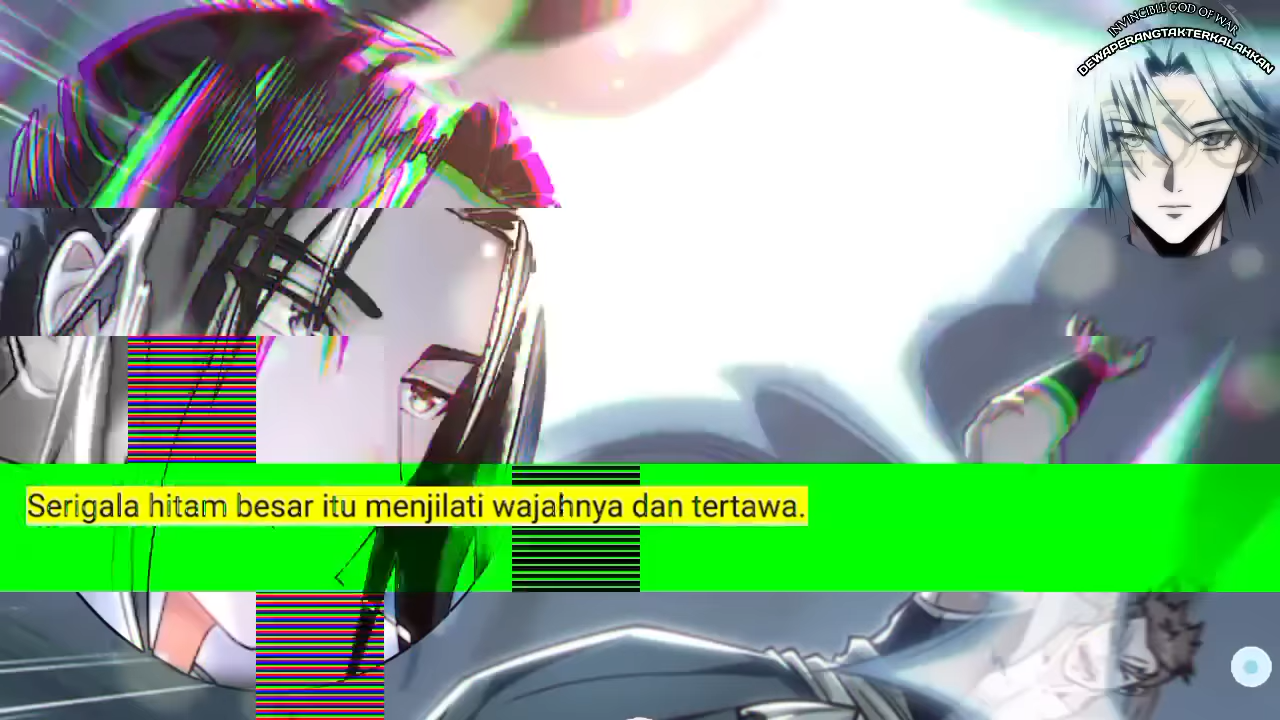 INVINCIBLE GOD OF WAR
DEWAPERANGTAKTERKALAHKAN
Serigala hitam besar itu menjilati wajahnya dan tertawa.